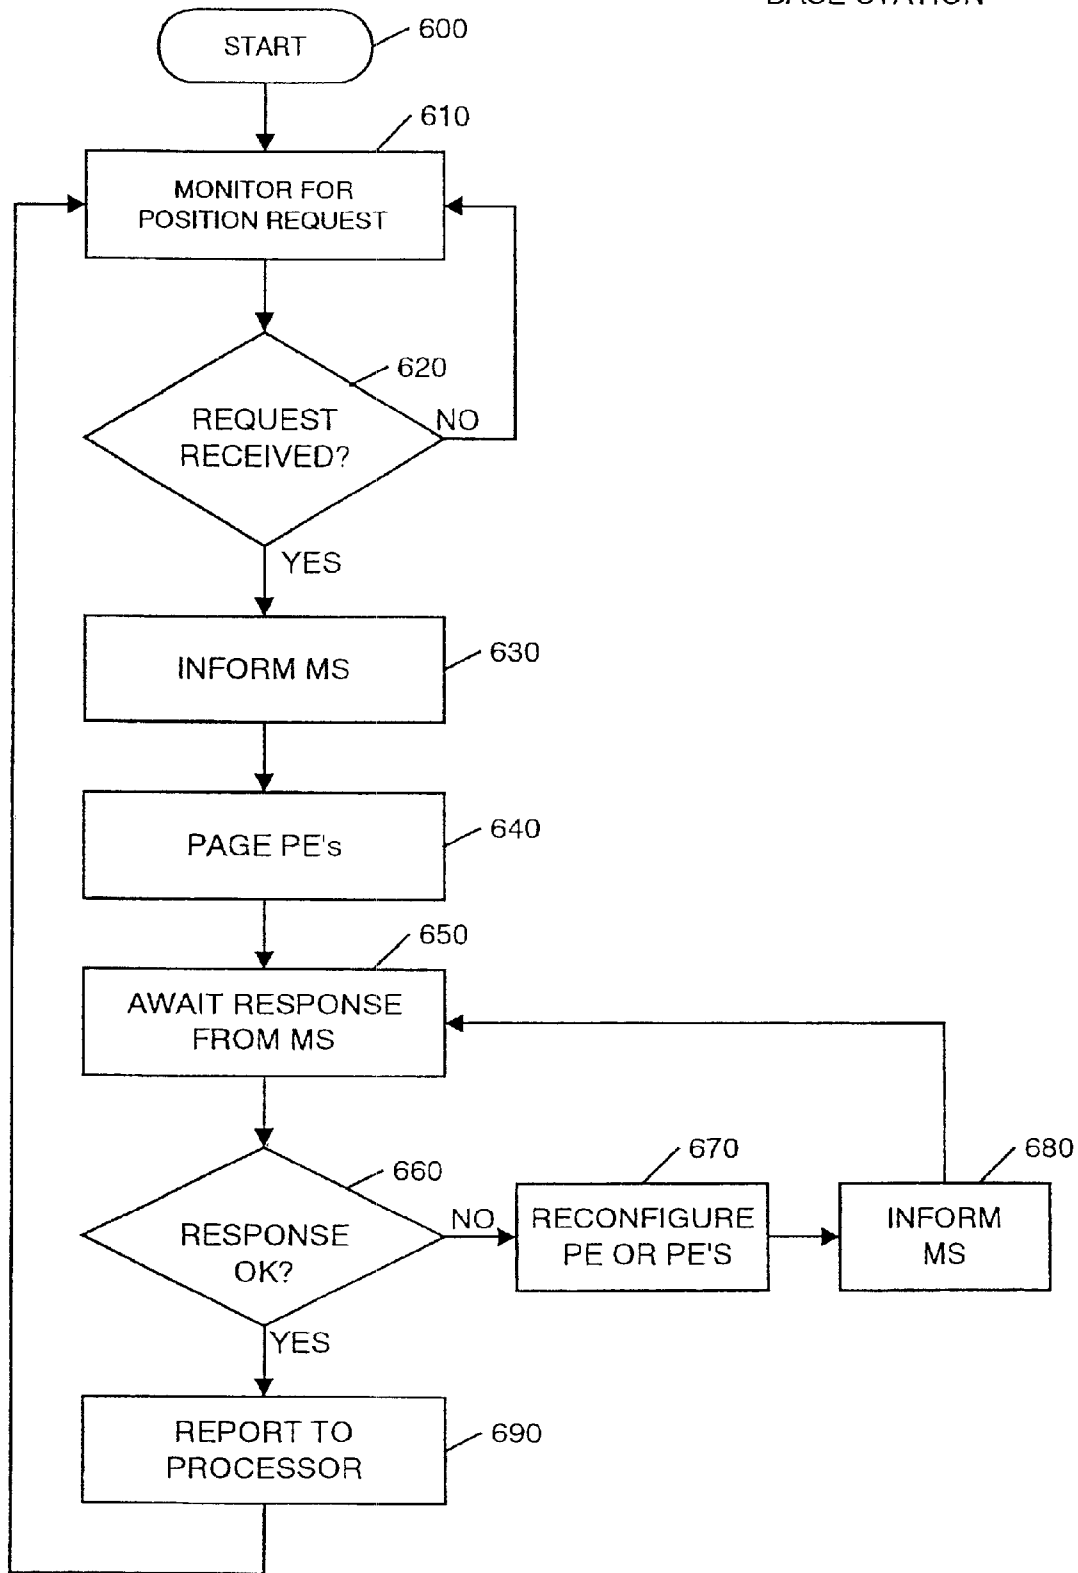 BASE STATION
START
600
610
MONITOR FOR
POSITION REQUEST
620
REQUEST
RECEIVED?
NO
YES
INFORM MS
630
PAGE PE's
640
650
AWAIT RESPONSE
FROM MS
660
RESPONSE
OK?
NO
670
RECONFIGURE
PE OR PE'S
680
INFORM
MS
YES
REPORT TO
PROCESSOR
690